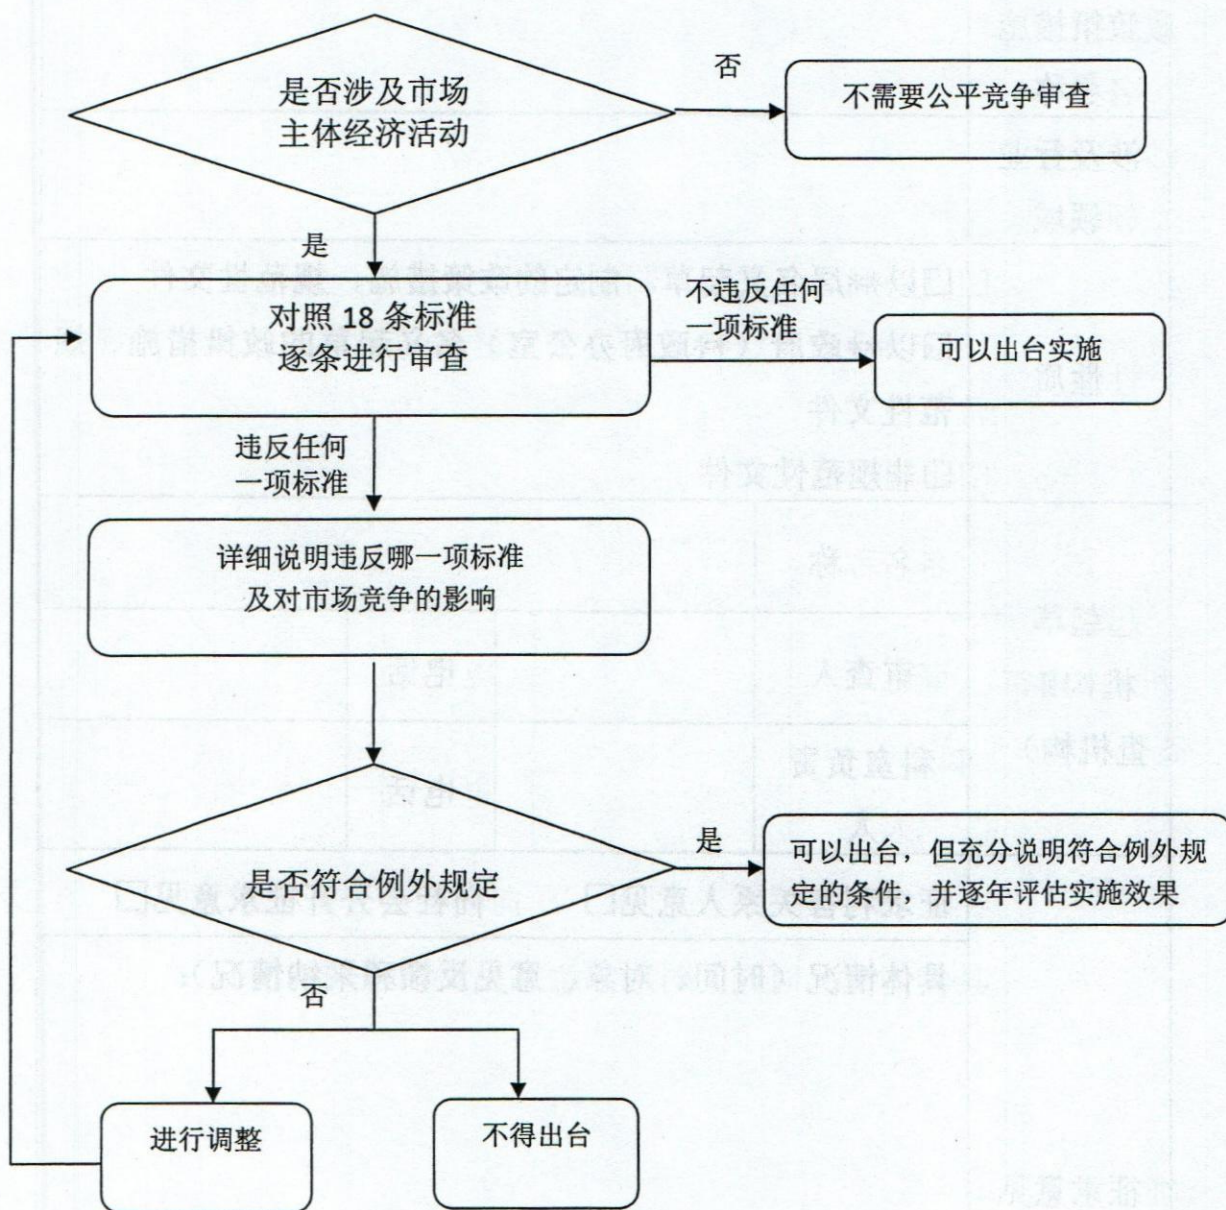 是否涉及市场
主体经济活动
否
不需要公平竞争审查
是
对照 18 条标准
逐条进行审查
不违反任何
一项标准
可以出台实施
违反任何
一项标准
详细说明违反哪一项标准
及对市场竞争的影响
是否符合例外规定
是
可以出台，但充分说明符合例外规
定的条件，并逐年评估实施效果
否
进行调整
不得出台